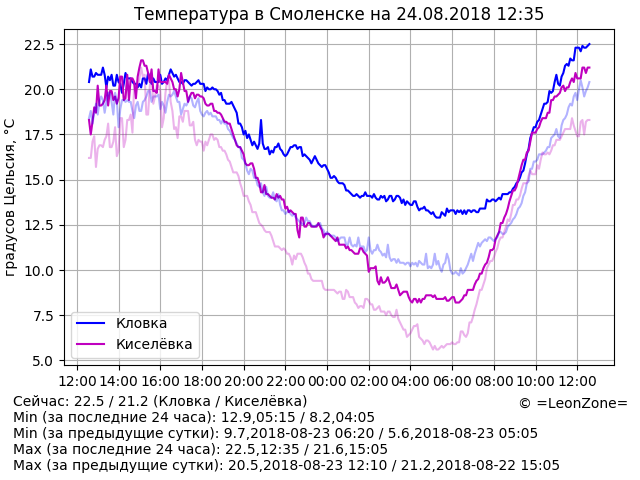 Температура в Смоленске на 24.08.2018 12:35
градусов Цельсия, °C
22.5
20.0
17.5
15.0
12.5
10.0
7.5
5.0
Кловка
Киселёвка
12:00 14:00 16:00 18:00 20:00 22:00 00:00 02:00 04:00 06:00 08:00 10:00 12:00
Сейчас: 22.5 / 21.2 (Кловка / Киселёвка)
© =LeonZone=
Min (за последние 24 часа): 12.9,05:15 / 8.2,04:05
Min (за предыдущие сутки): 9.7,2018-08-23 06:20 / 5.6,2018-08-23 05:05
Max (за последние 24 часа): 22.5,12:35 / 21.6,15:05
Max (за предыдущие сутки): 20.5,2018-08-23 12:10 / 21.2,2018-08-22 15:05